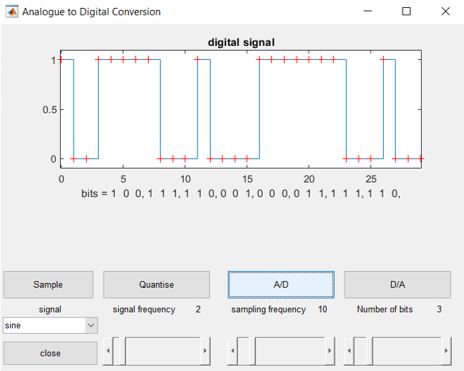 Analogue to Digital Conversion
digital signal
1
0.5
0
0 5 10 15 20 25
bits = 1 0 0, 1 1 1, 1 1 0, 0 0 1, 0 0 0, 0 1 1, 1 1 1, 1 1 0,
Sample Quantise A/D D/A
signal signal frequency 2 sampling frequency 10 Number of bits 3
sine
close